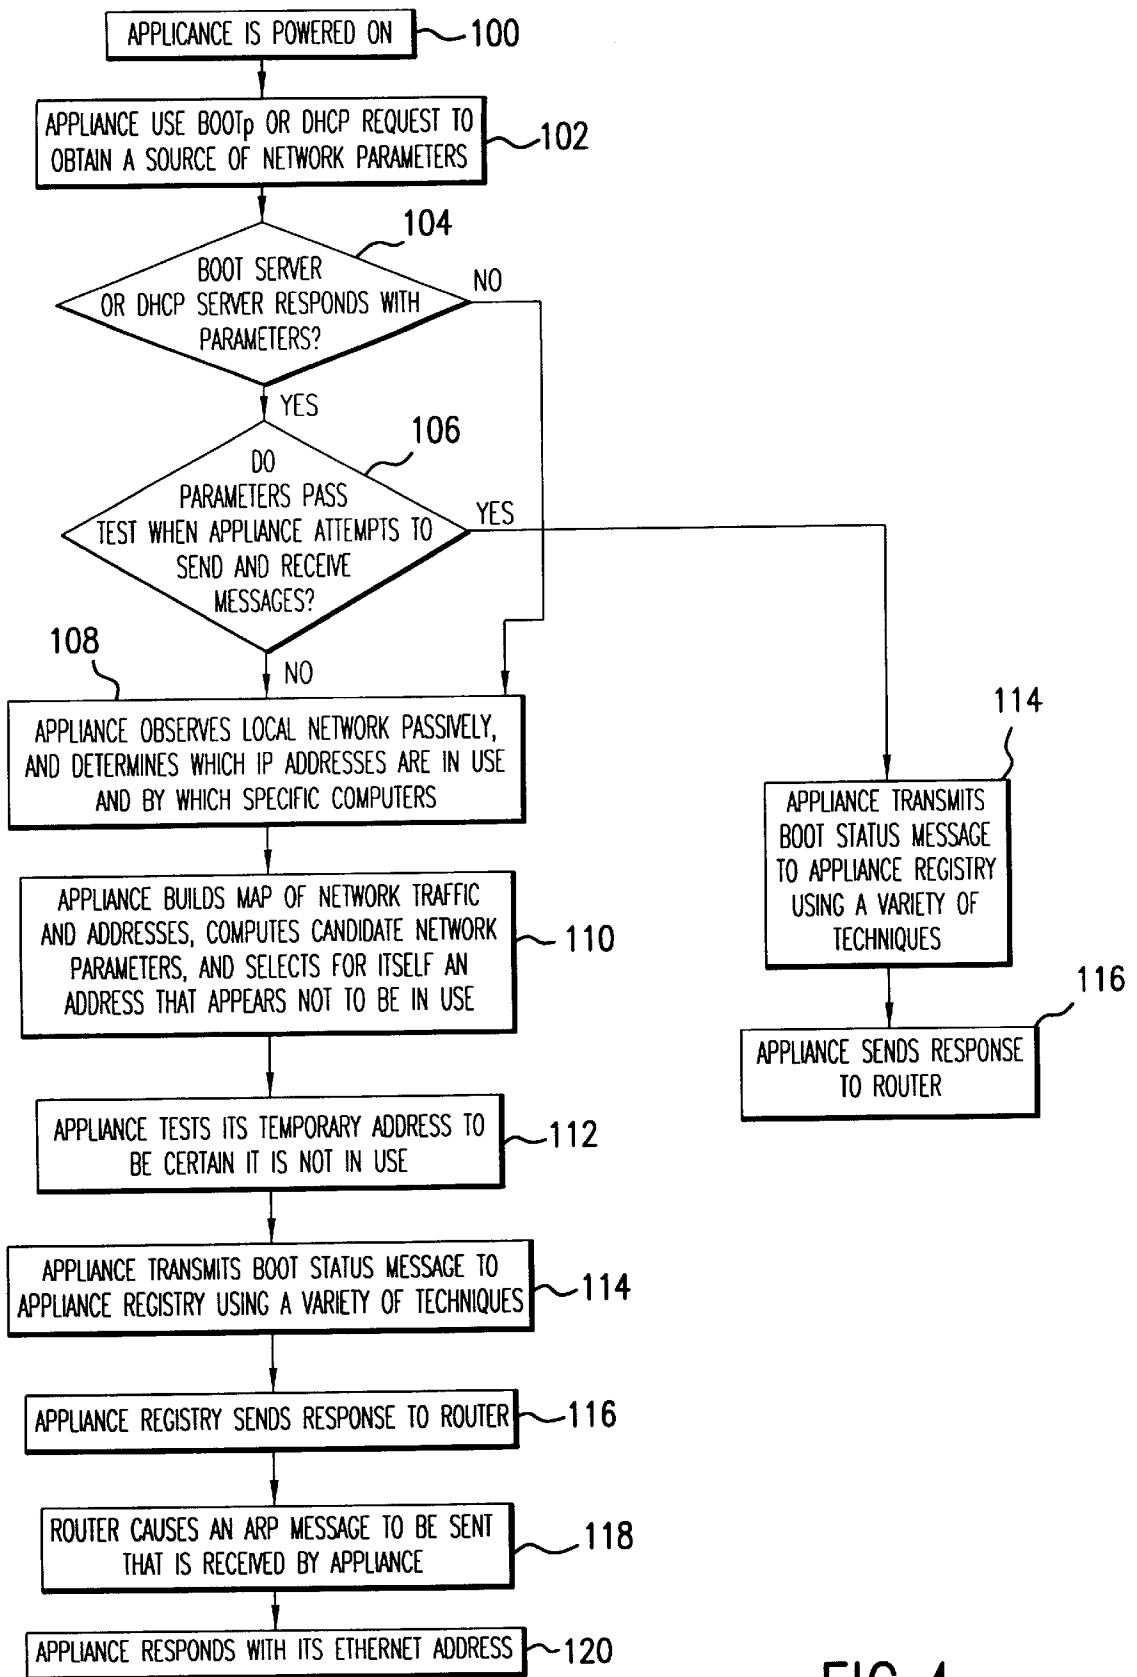 APPLICANCE IS POWERED ON
100
APPLIANCE USE BOOTp OR DHCP REQUEST TO
OBTAIN A SOURCE OF NETWORK PARAMETERS
102
104
BOOT SERVER
OR DHCP SERVER RESPONDS WITH
PARAMETERS?
NO
YES
106
DO
PARAMETERS PASS
TEST WHEN APPLIANCE ATTEMPTS TO
SEND AND RECEIVE
MESSAGES?
YES
NO
108
APPLIANCE OBSERVES LOCAL NETWORK PASSIVELY,
AND DETERMINES WHICH IP ADDRESSES ARE IN USE
AND BY WHICH SPECIFIC COMPUTERS
114
APPLIANCE TRANSMITS
BOOT STATUS MESSAGE
TO APPLIANCE REGISTRY
USING A VARIETY OF
TECHNIQUES
APPLIANCE BUILDS MAP OF NETWORK TRAFFIC
AND ADDRESSES, COMPUTES CANDIDATE NETWORK
PARAMETERS, AND SELECTS FOR ITSELF AN
ADDRESS THAT APPEARS NOT TO BE IN USE
110
116
APPLIANCE SENDS RESPONSE
TO ROUTER
APPLIANCE TESTS ITS TEMPORARY ADDRESS TO
BE CERTAIN IT IS NOT IN USE
112
APPLIANCE TRANSMITS BOOT STATUS MESSAGE TO
APPLIANCE REGISTRY USING A VARIETY OF TECHNIQUES
114
APPLIANCE REGISTRY SENDS RESPONSE TO ROUTER
116
ROUTER CAUSES AN ARP MESSAGE TO BE SENT
THAT IS RECEIVED BY APPLIANCE
118
APPLIANCE RESPONDS WITH ITS ETHERNET ADDRESS
120